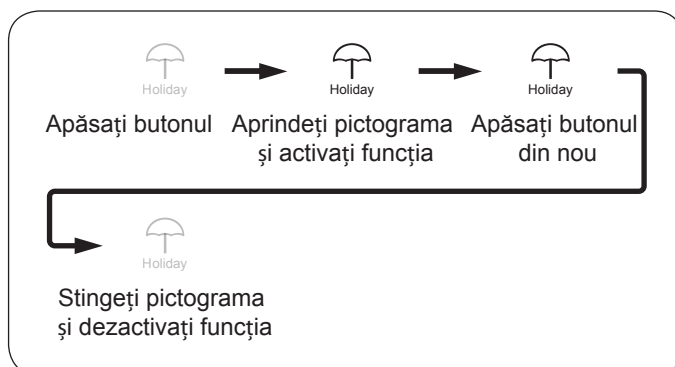 Holiday
Holiday
Holiday
Apăsați butonul
Aprindeți pictograma
și activați funcția
Apăsați butonul
din nou
Holiday
Stingeți pictograma
și dezactivați funcția